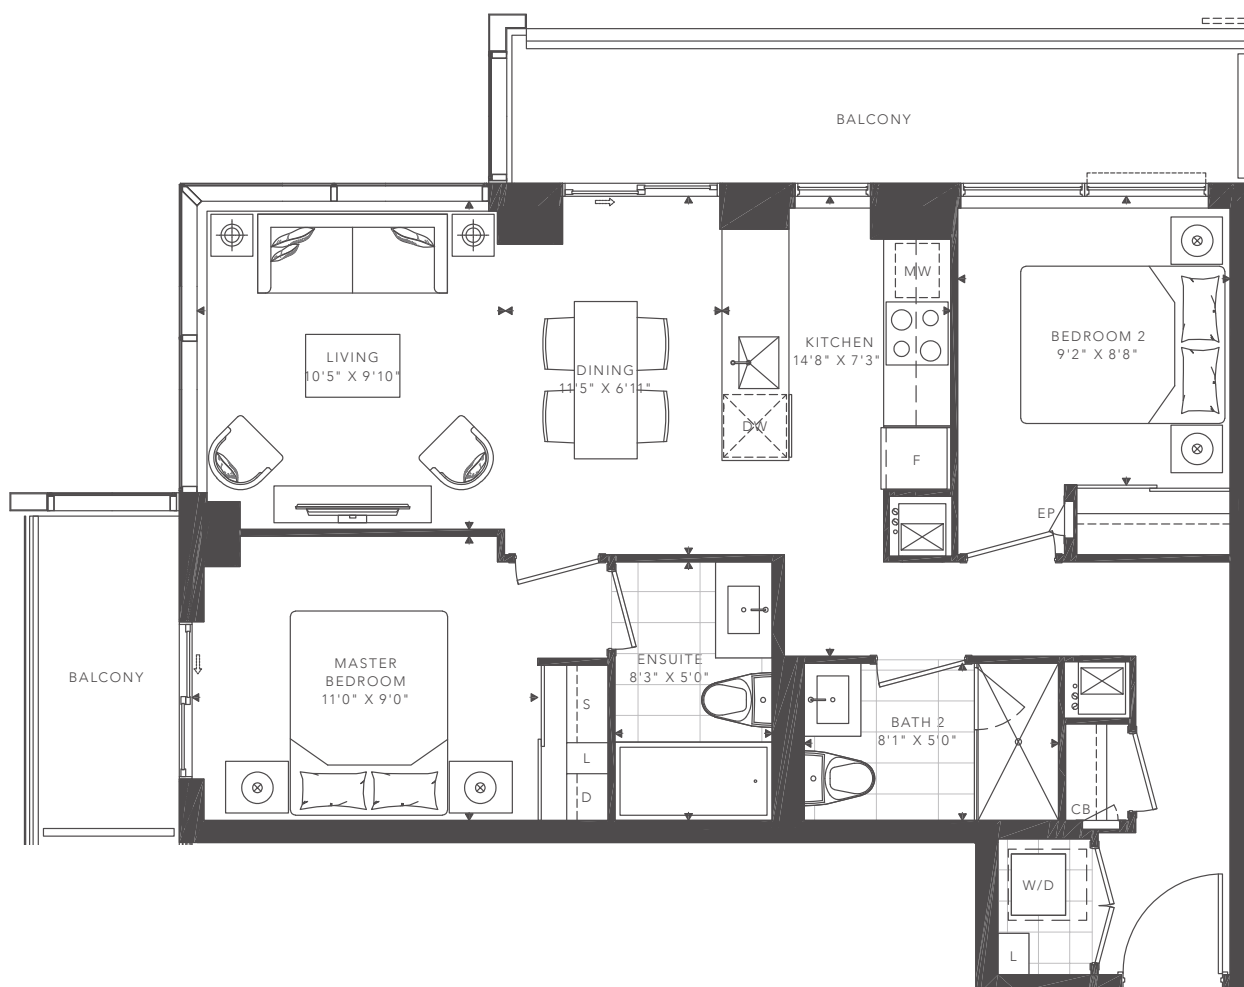 BALCONY
MW
BEDROOM 2
9'2" X 8'8"
KITCHEN
14'8" X 7'3"
LIVING
10'5" X 9'10"
DINING
11'5" X 6'11"
DW
F
EP
ENSUITE
8'3" X 5'0"
MASTER
BEDROOM
11'0" X 9'0"
BALCONY
S
L
D
BATH 2
8'1" X 5'0"
CB
W/D
L